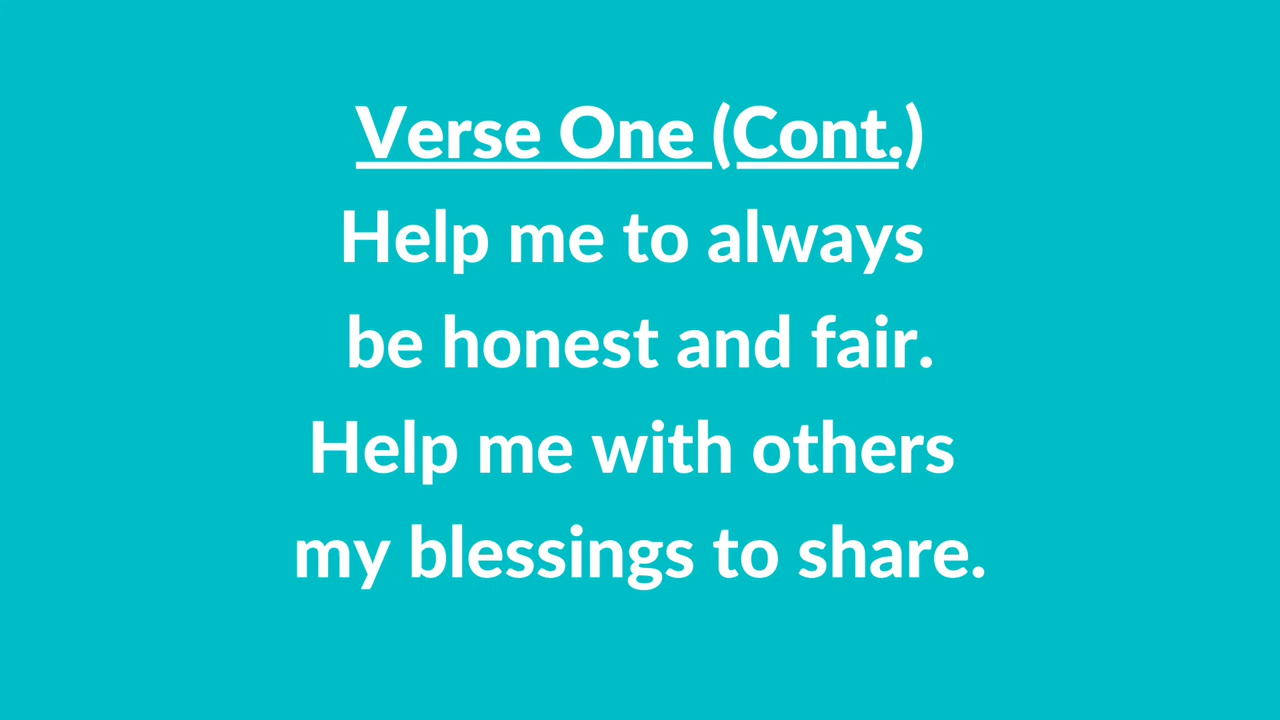 Verse One (Cont.)
Help me to always
be honest and fair.
Help me with others
my blessings to share.